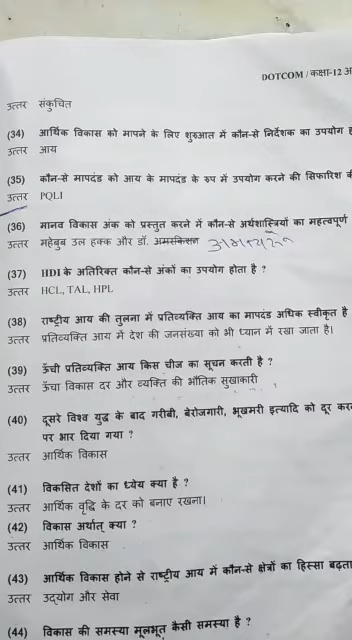 DOTCOM / कक्षा-12 अ
उत्तर संकुचित
(34) आर्थिक विकास को मापने के लिए शुरुआत में कौन-से निर्देशक का उपयोग ह
उत्तर आय
(35) कौन-से मापदंड को आय के मापदंड के रुप में उपयोग करने की सिफारिश की
उत्तर PQLI
(36) मानव विकास अंक को प्रस्तुत करने में कौन-से अर्थशास्त्रियों का महत्वपूर्ण
उत्तर महेबुब उल हक्क और डॉ. अमरकिसान
(37) HDI के अतिरिक्त कौन-से अंकों का उपयोग होता है ?
उत्तर HCL, TAL, HPL
(38) राष्ट्रीय आय की तुलना में प्रतिव्यक्ति आय का मापदंड अधिक स्वीकृत है
उत्तर प्रतिव्यक्ति आय में देश की जनसंख्या को भी ध्यान में रखा जाता है।
(39) ऊँची प्रतिव्यक्ति आय किस चीज का सूचन करती है ?
उत्तर ऊँचा विकास दर और व्यक्ति की भौतिक सुखाकारी
(40) दूसरे विश्व युद्ध के बाद गरीबी, बेरोजगारी, भूखमरी इत्यादि को दूर कर
पर भार दिया गया ?
उत्तर आर्थिक विकास
(41) विकसित देशों का ध्येय क्या है ?
उत्तर आर्थिक वृद्धि के दर को बनाए रखना।
(42) विकास अर्थात् क्या ?
उत्तर आर्थिक विकास
(43) आर्थिक विकास होने से राष्ट्रीय आय में कौन-से क्षेत्रों का हिस्सा बढ़ता
उत्तर उद्योग और सेवा
(44) विकास की समस्या मूलभूत कैसी समस्या है ?